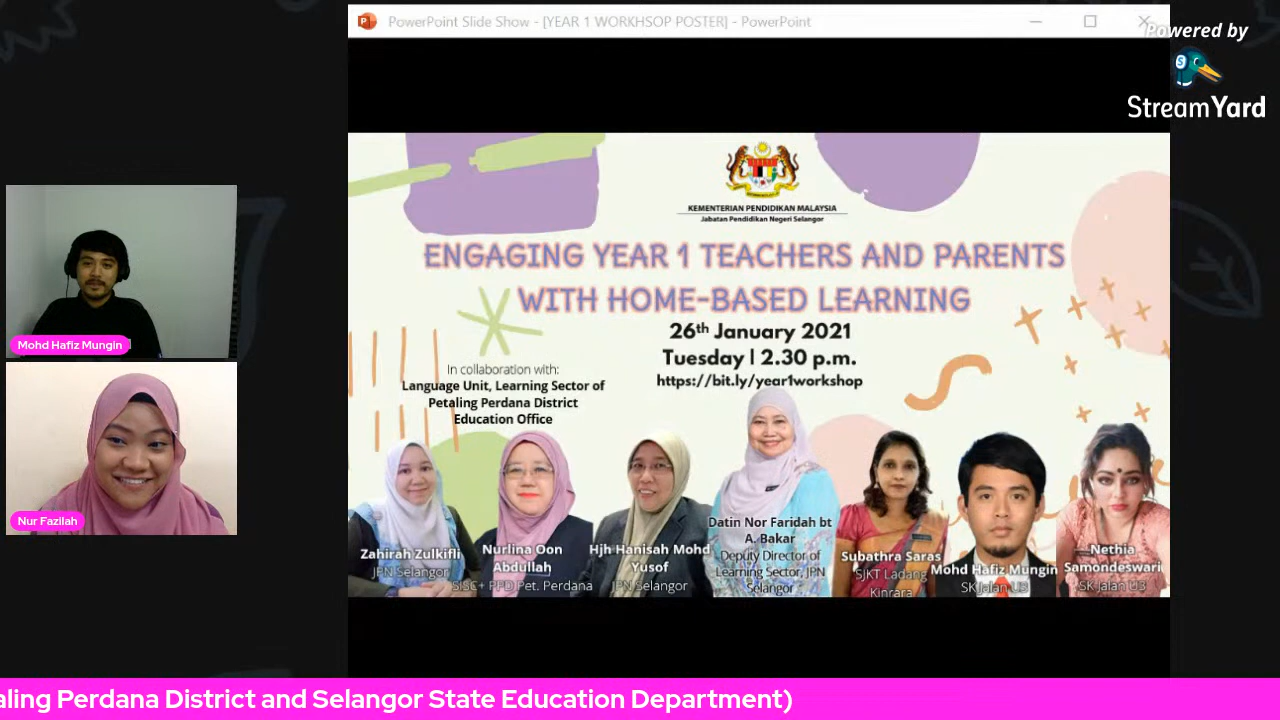 PowerPoint Slide Show - [YEAR 1 WORKHSOP POSTER] - PowerPoint
Powered by
StreamYard
KEMENTERIAN PENDIDIKAN MALAYSIA
Jabatan Pendidikan Negeri Selangor
ENGAGING YEAR 1 TEACHERS AND PARENTS
WITH HOME-BASED LEARNING
26th January 2021
Tuesday | 2.30 p.m.
https://bit.ly/year1workshop
In collaboration with:
Language Unit, Learning Sector of
Petaling Perdana District
Education Office
Zahirah Zulkifli
JPN Selangor
Nurlina Oon
Abdullah
SISC+ PPD Pet. Perdana
Hjh Hanisah Mohd
Yusof
JPN Selangor
Datin Nor Faridah bt
A. Bakar
Deputy Director of
Learning Sector, JPN
Selangor
Subathra Saras
SJKT Ladang
Kinrara
Mohd Hafiz Mungin
SK Jalan U3
Nethia
Samondeswari
SK Jalan U3
Mohd Hafiz Mungin
Nur Fazilah
aling Perdana District and Selangor State Education Department)